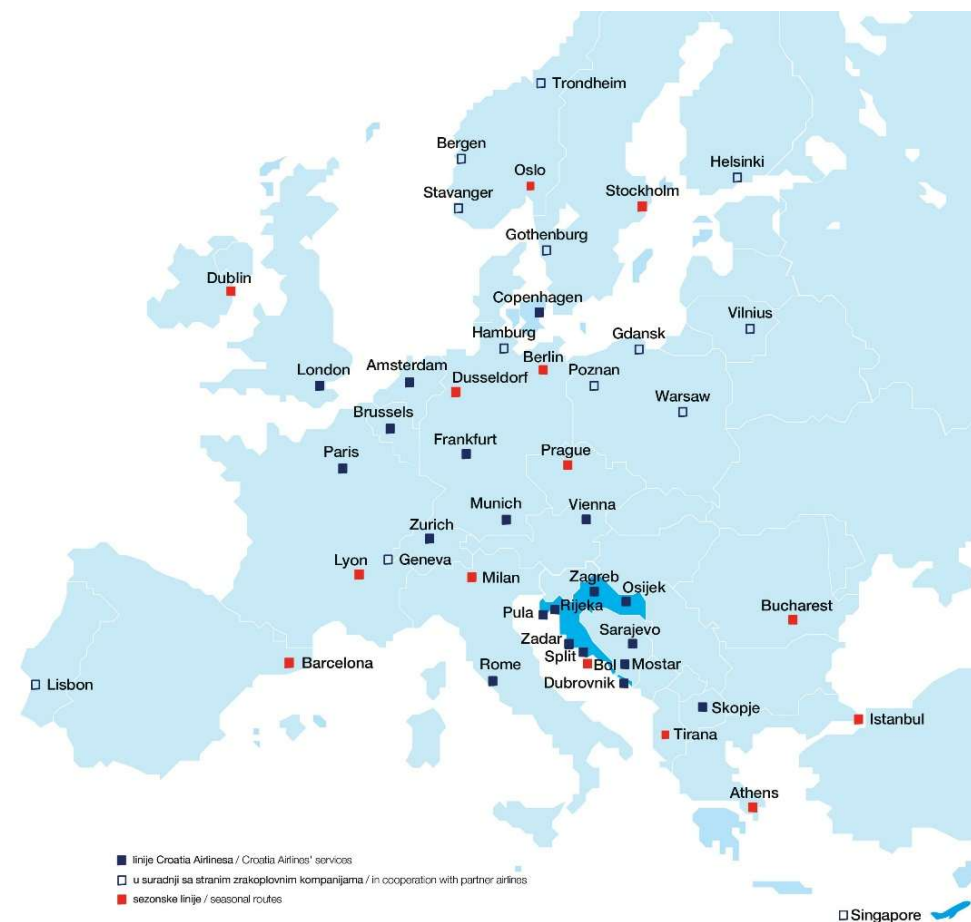 Trondheim
Bergen
Oslo
Helsinki
Stavanger
Stockholm
Gothenburg
Dublin
Copenhagen
Vilnius
Hamburg
Gdansk
Berlin
London
Amsterdam
Dusseldorf
Poznan
Warsaw
Brussels
Frankfurt
Paris
Prague
Munich
Vienna
Zurich
Lyon
Geneva
Milan
Zagreb
Osijek
Pula
Rijeka
Bucharest
Zadar
Sarajevo
Split
Barcelona
Rome
Bol
Mostar
Lisbon
Dubrovnik
Skopje
Istanbul
Tirana
Athens
linije Croatia Airlinesa / Croatia Airlines' services
u suradnji sa stranim zrakoplovnim kompanijama / in cooperation with partner airlines
sezonske linije / seasonal routes
Singapore